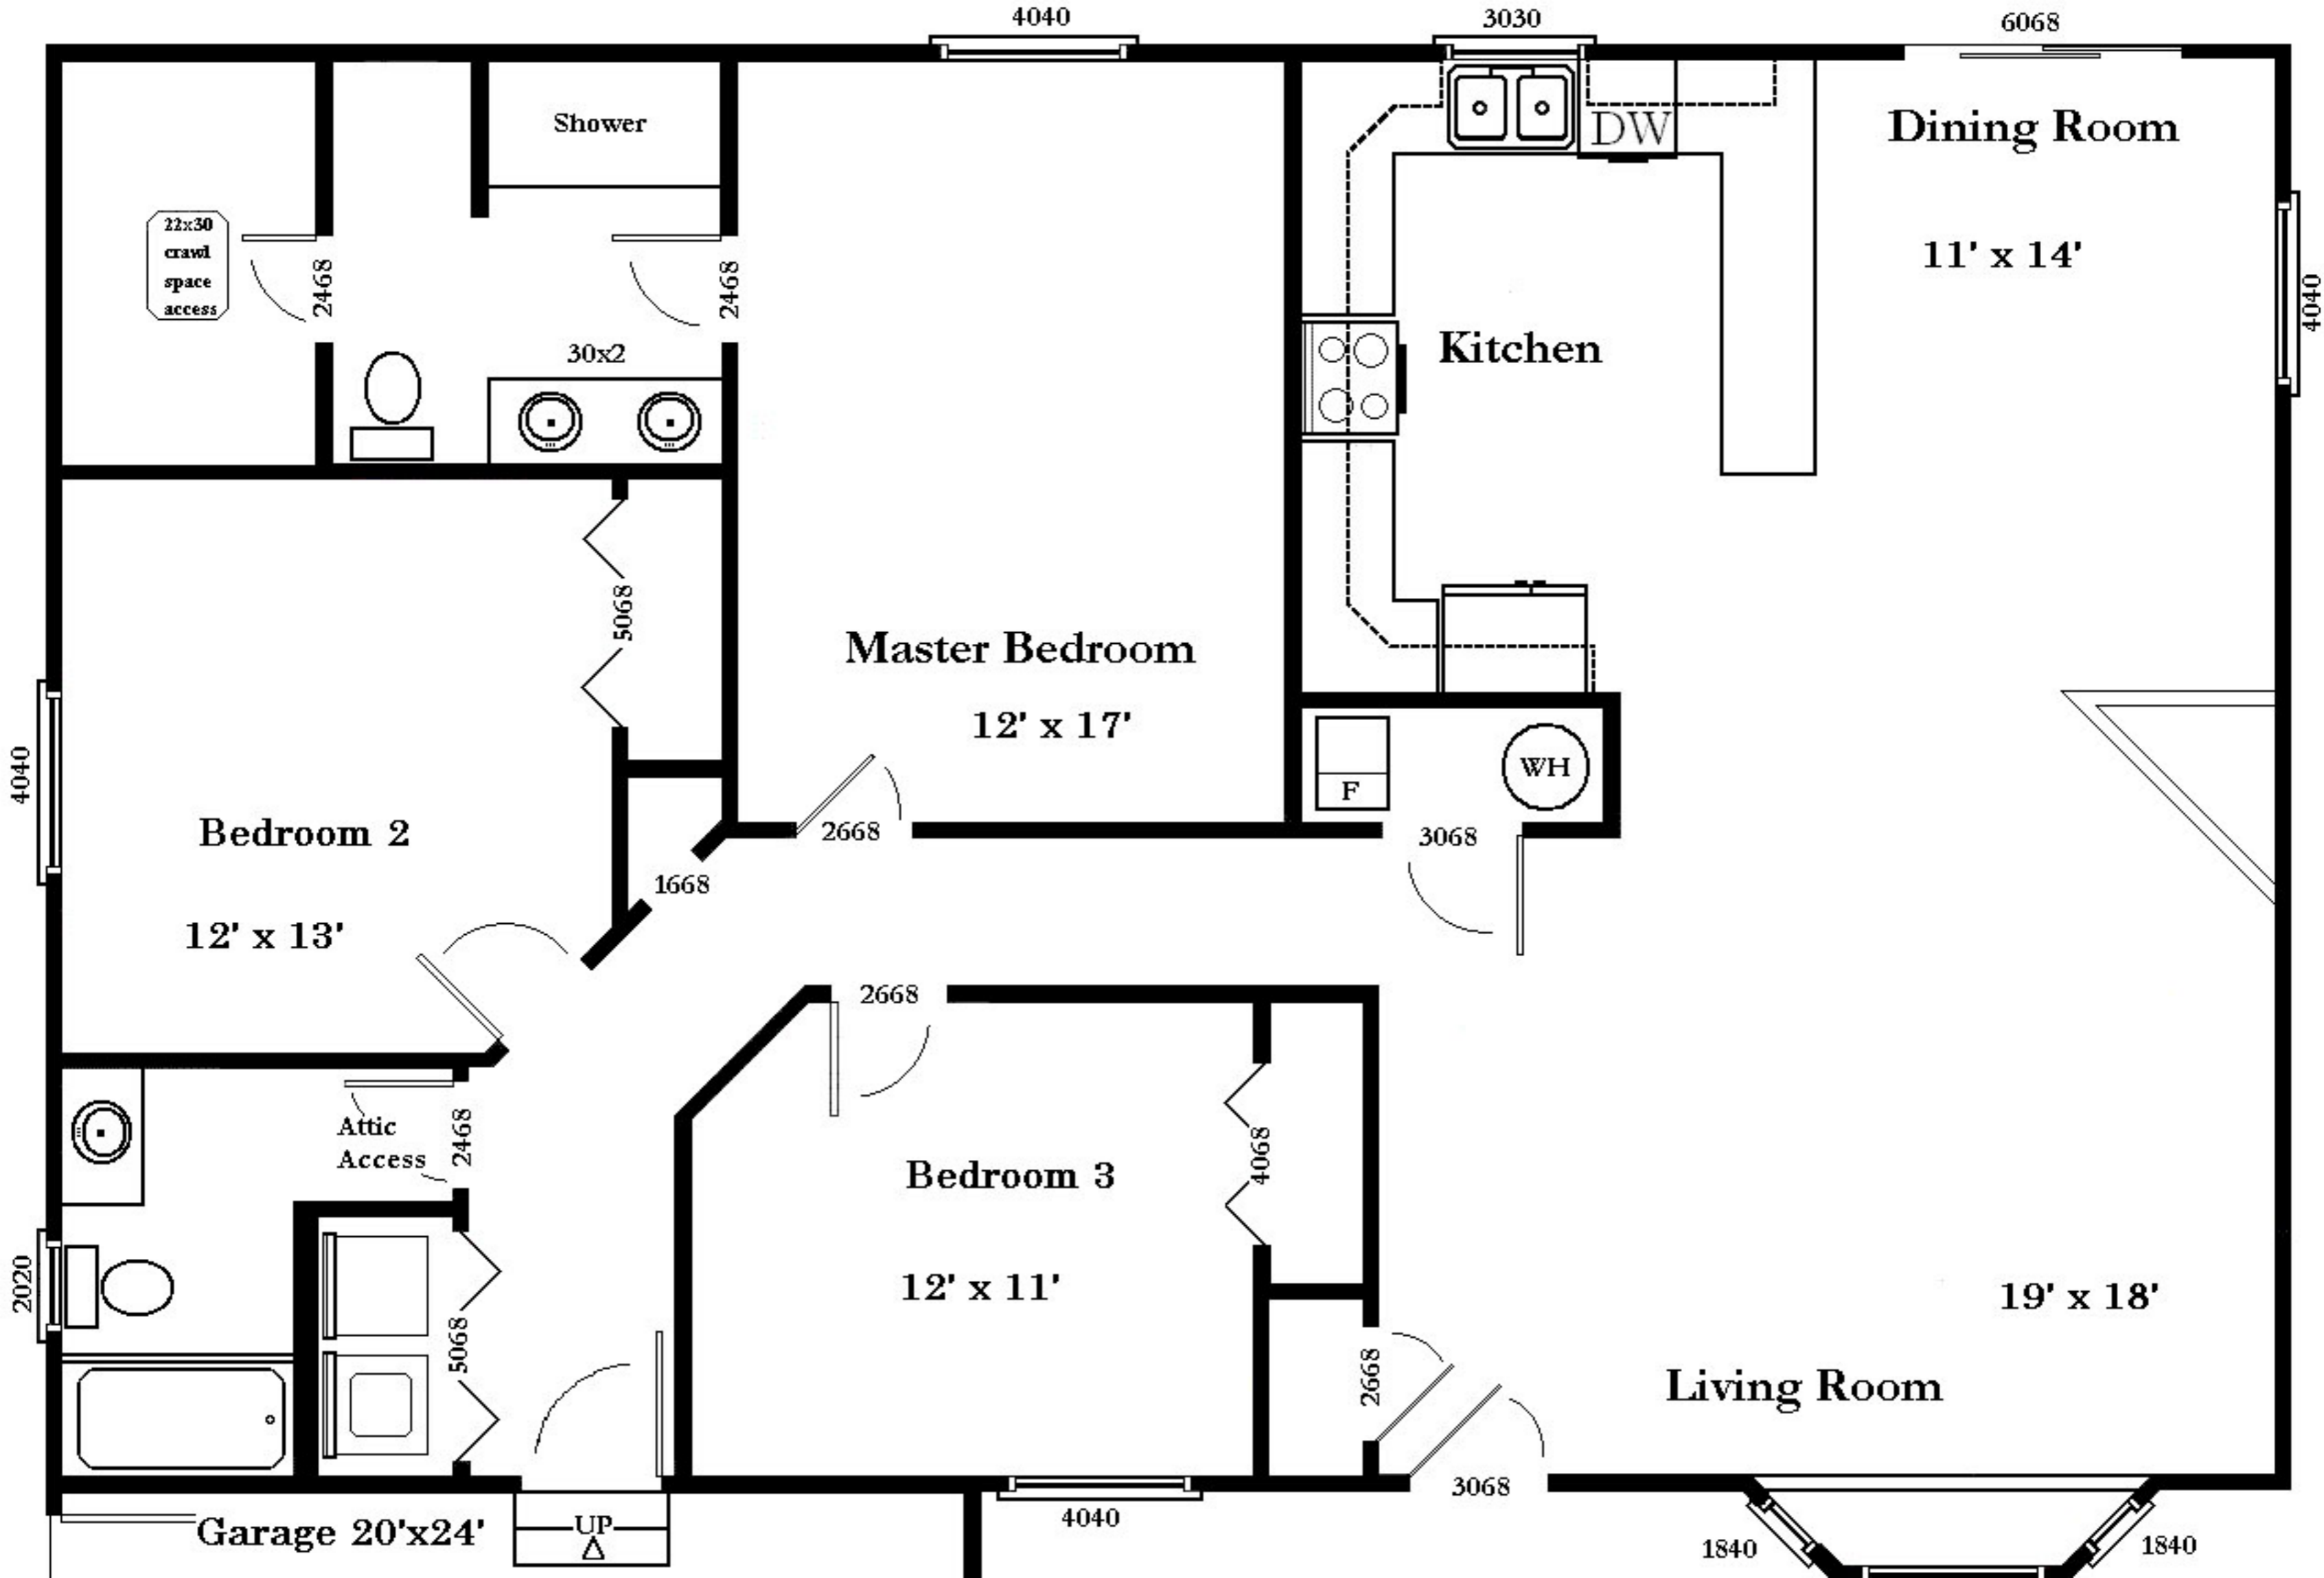 4040
3030
6068
Shower
DW
Dining Room
22x30
crawl
space
access
2468
2468
11' x 14'
4040
30x2
Kitchen
5068
Master Bedroom
12' x 17'
4040
F
WH
Bedroom 2
2668
3068
1668
12' x 13'
2668
Attic
Access
2468
4068
Bedroom 3
12' x 11'
2020
19' x 18'
5068
2668
Living Room
3068
Garage 20'x24'
UP
4040
1840
1840